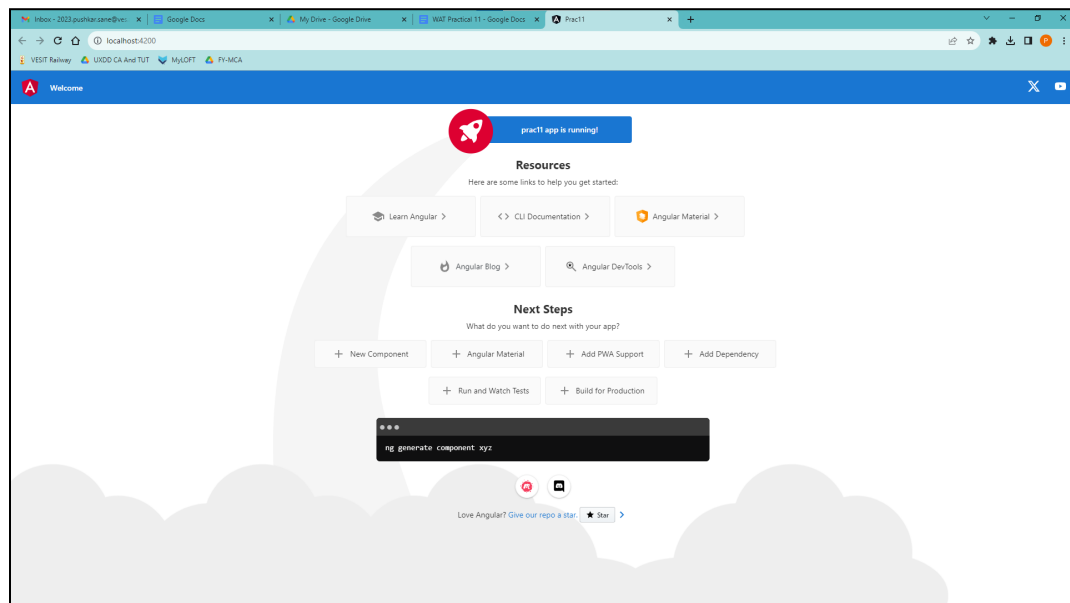 Inbox - 2023.pushkar.sane@ves
Google Docs
My Drive - Google Drive
WAT Practical 11 - Google Docs
Prac11
localhost:4200
P
VESIT Railway
UXDD CA And TUT
MyLOFT
FY-MCA
Welcome
prac11 app is running!
Resources
Here are some links to help you get started:
Learn Angular
CLI Documentation
Angular Material
Angular Blog
Angular DevTools
Next Steps
What do you want to do next with your app?
New Component
Angular Material
Add PWA Support
Add Dependency
Run and Watch Tests
Build for Production
ng generate component xyz
Love Angular? Give our repo a star. Star